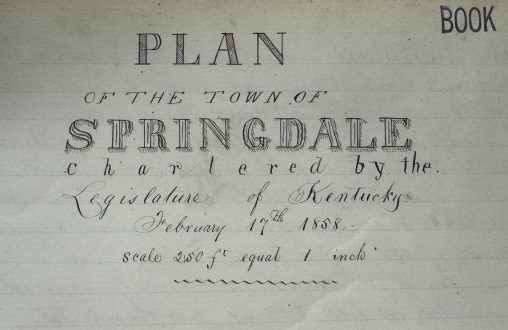 BOOK
PLAN
OF THE TOWN OF
SPRINGDALE
chartered by the.
Legislature of Kentucky.
February 17th 1858.
scale 250 ft equal 1 inch